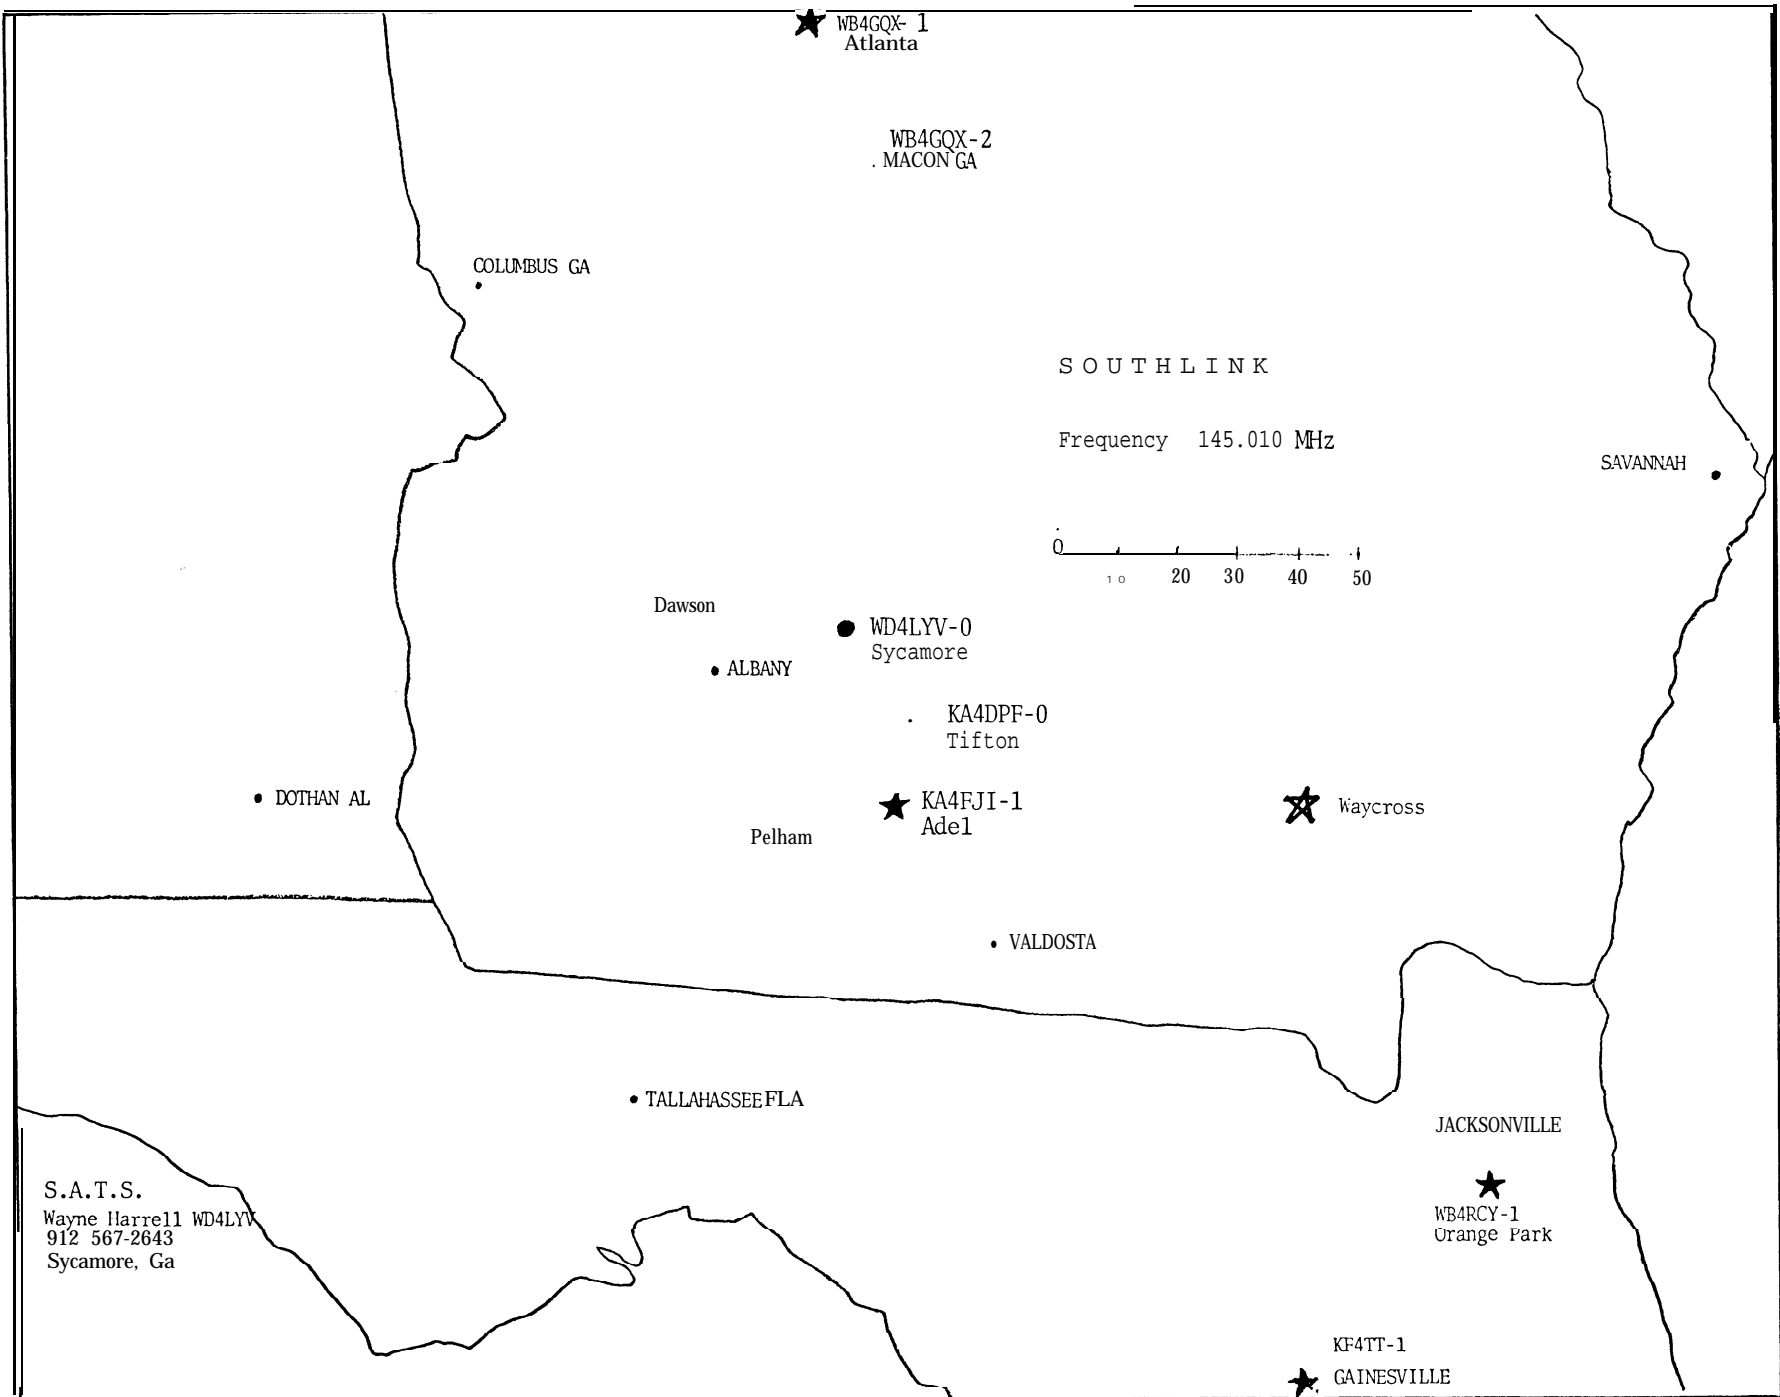 WB4GQX- 1
Atlanta
WB4GQX-2
MACON GA
COLUMBUS GA
SOUTHLINK
Frequency 145.010 MHz
SAVANNAH
0
10 20 30 40 50
Dawson
WD4LYV-0
Sycamore
ALBANY
KA4DPF-0
Tifton
DOTHAN AL
KA4FJI-1
Adel
Waycross
Pelham
VALDOSTA
TALLAHASSEE FLA
JACKSONVILLE
S.A.T.S.
Wayne Harrell WD4LYV
912 567-2643
Sycamore, Ga
WB4RCY-1
Orange Park
KF4TT-1
GAINESVILLE